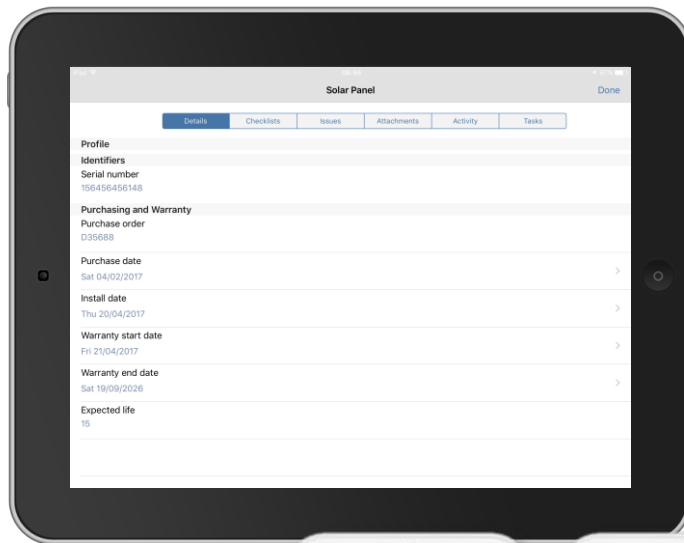 iPad
Solar Panel
Done
Details
Checklists
Issues
Attachments
Activity
Tasks
Profile
Identifiers
Serial number
156456456148
Purchasing and Warranty
Purchase order
D35688
Purchase date
Sat 04/02/2017
Install date
Thu 20/04/2017
Warranty start date
Fri 21/04/2017
Warranty end date
Sat 19/09/2026
Expected life
15